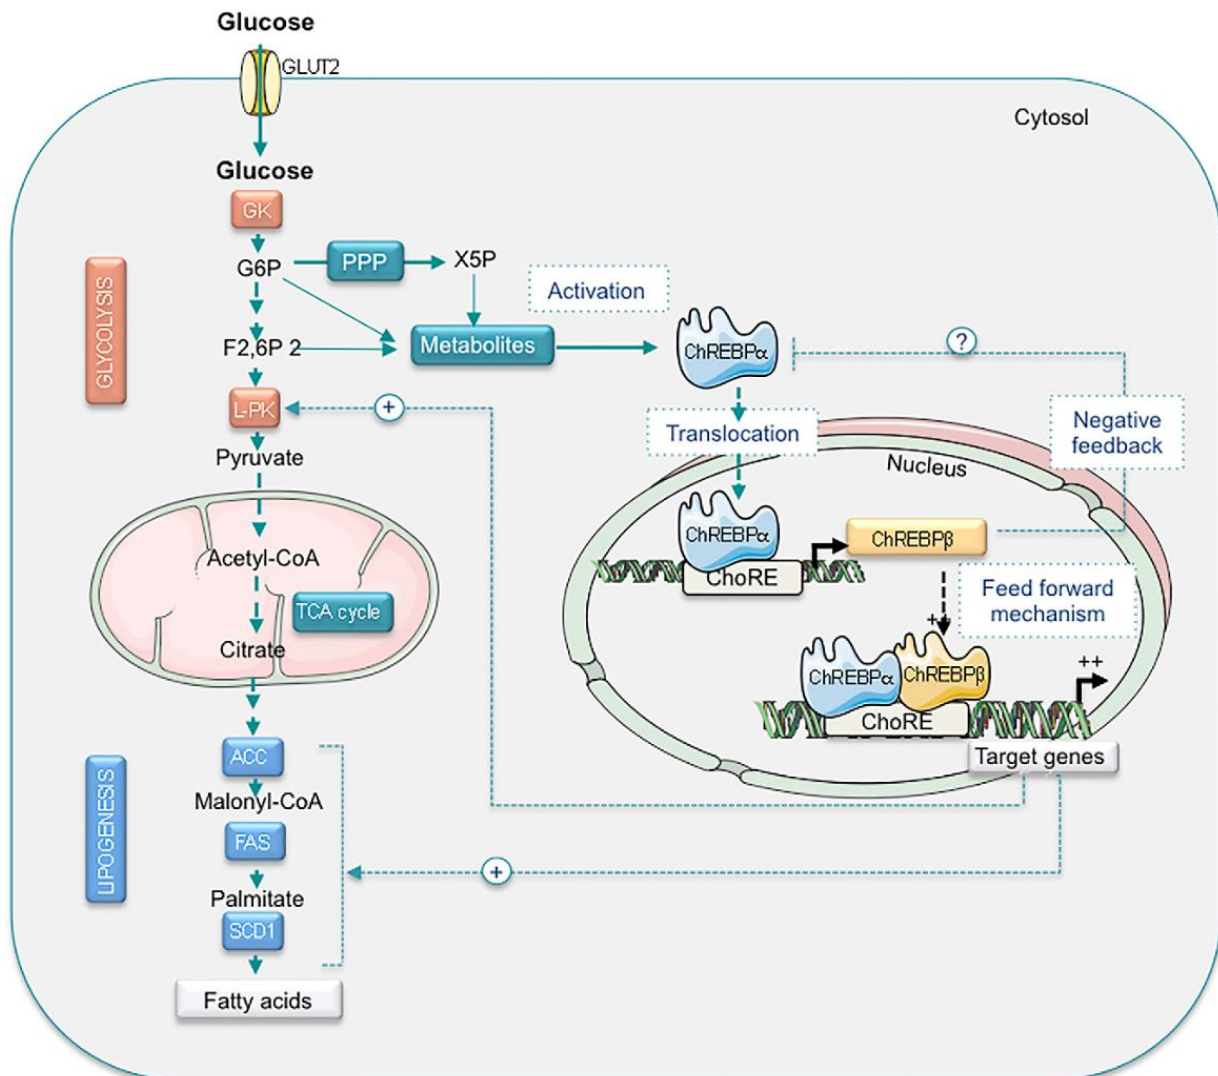 Glucose
GLUT2
Cytosol
Glucose
GK
G6P
PPP
X5P
Activation
GLYCOLYSIS
F2,6P 2
Metabolites
ChREBPα
?
L-PK
+
Translocation
Negative
feedback
Pyruvate
Nucleus
ChREBPα
ChREBPβ
ChoRE
Acetyl-CoA
TCA cycle
Feed forward
mechanism
++
Citrate
ChREBPα
ChREBPβ
++
ChoRE
Target genes
ACC
LIPOGENESIS
Malonyl-CoA
FAS
+
Palmitate
SCD1
Fatty acids